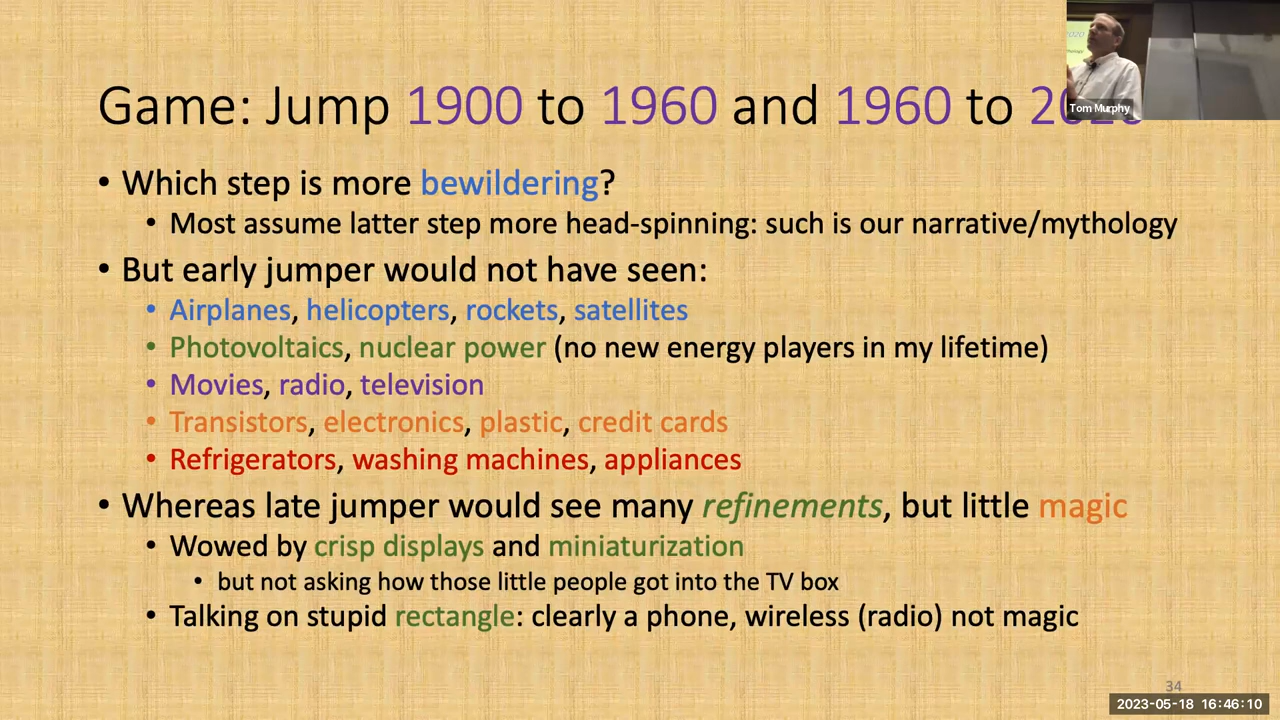 Game: Jump 1900 to 1960 and 1960 to
Tom Murphy
• Which step is more bewildering?
• Most assume latter step more head-spinning: such is our narrative/mythology
• But early jumper would not have seen:
• Airplanes, helicopters, rockets, satellites
• Photovoltaics, nuclear power (no new energy players in my lifetime)
• Movies, radio, television
• Transistors, electronics, plastic, credit cards
• Refrigerators, washing machines, appliances
• Whereas late jumper would see many refinements, but little magic
• Wowed by crisp displays and miniaturization
• but not asking how those little people got into the TV box
• Talking on stupid rectangle: clearly a phone, wireless (radio) not magic
34
2023-05-18 16:46:10